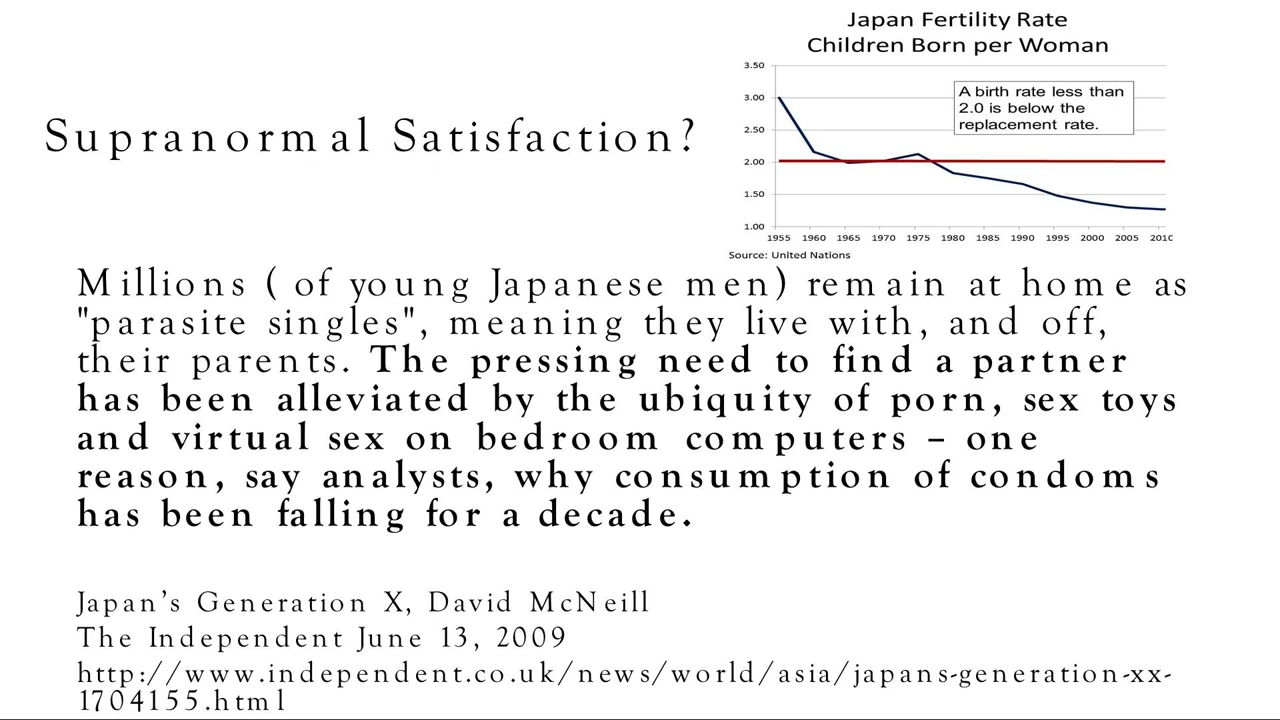 Japan Fertility Rate
Children Born per Woman
3.50
3.00
2.50
2.00
1.50
1.00
A birth rate less than
2.0 is below the
replacement rate.
1955 1960 1965 1970 1975 1980 1985 1990 1995 2000 2005 2010
Source: United Nations
Supranormal Satisfaction?
Millions ( of young Japanese men) remain at home as
"parasite singles", meaning they live with, and off,
their parents. The pressing need to find a partner
has been alleviated by the ubiquity of porn, sex toys
and virtual sex on bedroom computers – one
reason, say analysts, why consumption of condoms
has been falling for a decade.
Japan’s Generation X, David McNeill
The Independent June 13, 2009
http://www.independent.co.uk/news/world/asia/japans-generation-xx-
1704155.html